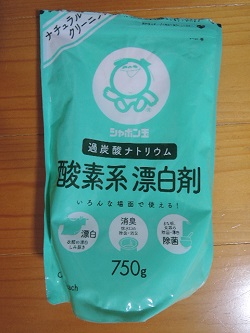 ナチュラル
クリーニン
シャボン玉
過炭酸ナトリウム
酸素系 漂白剤
いろんな場面で使える!
漂白
消臭
除菌
750g